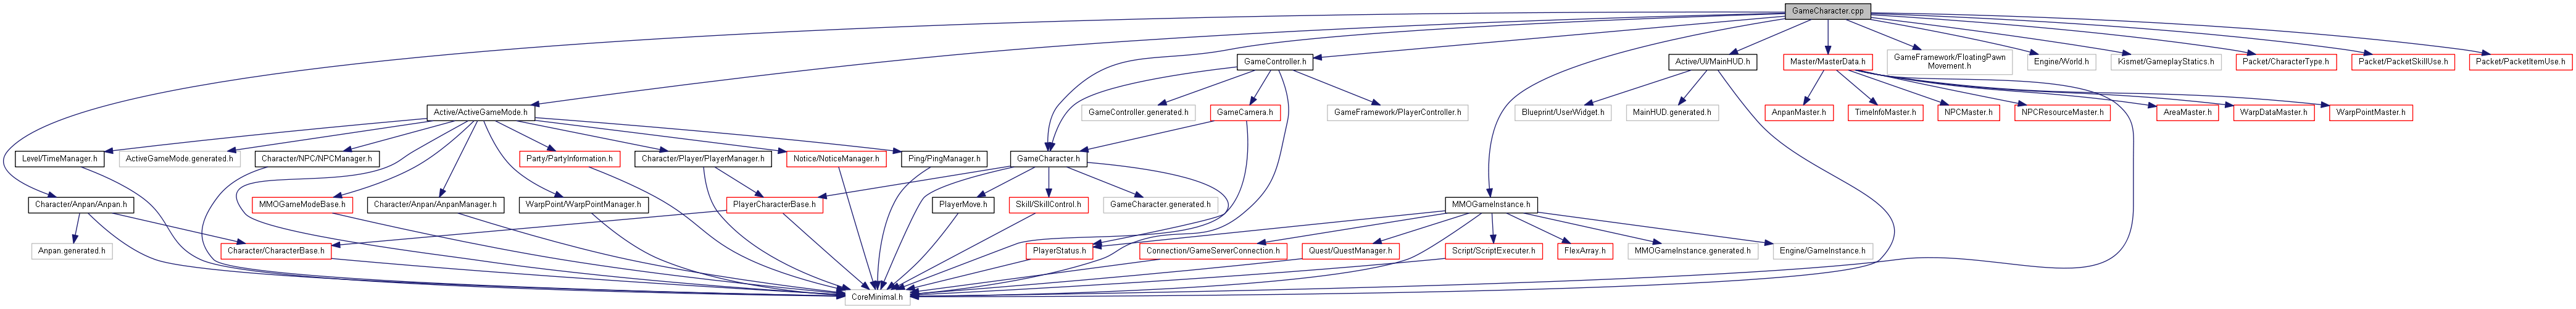 GameCharacter.cpp
GameController.h
Active/UI/MainHUD.h
Master/MasterData.h
GameFramework/FloatingPawn
Movement.h
Engine/World.h
Kismet/GameplayStatics.h
Packet/CharacterType.h
Packet/PacketSkillUse.h
Packet/PacketItemUse.h
Active/ActiveGameMode.h
GameController.generated.h
GameCamera.h
GameFramework/PlayerController.h
Blueprint/UserWidget.h
MainHUD.generated.h
AnpanMaster.h
TimeInfoMaster.h
NPCMaster.h
NPCResourceMaster.h
AreaMaster.h
WarpDataMaster.h
WarpPointMaster.h
Level/TimeManager.h
ActiveGameMode.generated.h
Character/NPC/NPCManager.h
Party/PartyInformation.h
Character/Player/PlayerManager.h
Notice/NoticeManager.h
Ping/PingManager.h
GameCharacter.h
Character/Anpan/Anpan.h
MMOGameModeBase.h
Character/Anpan/AnpanManager.h
WarpPoint/WarpPointManager.h
PlayerCharacterBase.h
PlayerMove.h
Skill/SkillControl.h
GameCharacter.generated.h
MMOGameInstance.h
Anpan.generated.h
Character/CharacterBase.h
PlayerStatus.h
Connection/GameServerConnection.h
Quest/QuestManager.h
Script/ScriptExecuter.h
FlexArray.h
MMOGameInstance.generated.h
Engine/GameInstance.h
CoreMinimal.h